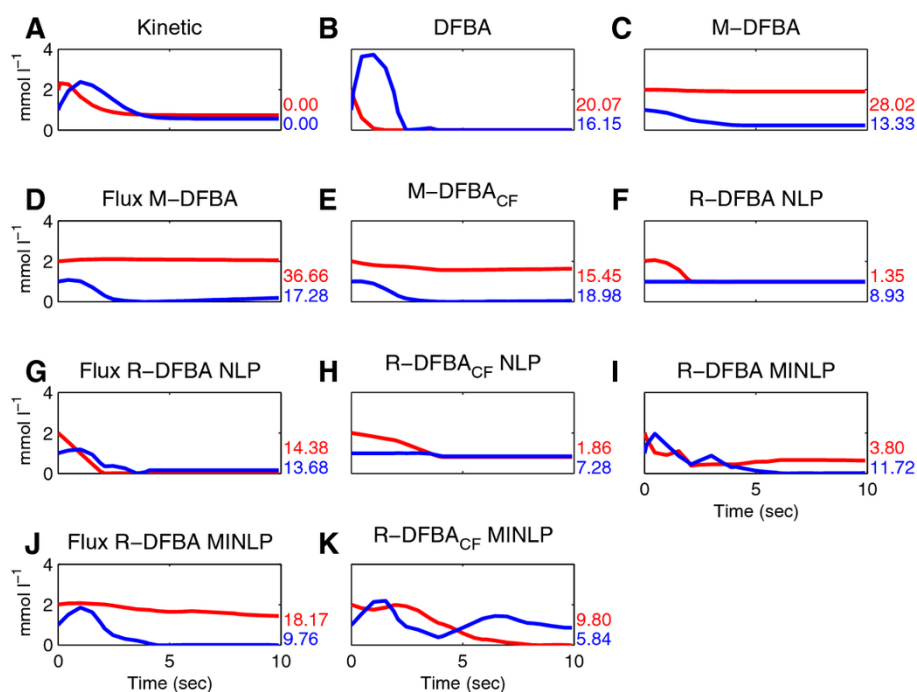 A Kinetic
B DFBA
C M−DFBA
mmol l−1
4
2
0
0.00
0.00
20.07
16.15
28.02
13.33
D Flux M−DFBA
E M−DFBACF
F R−DFBA NLP
mmol l−1
4
2
0
36.66
17.28
15.45
18.98
1.35
8.93
G Flux R−DFBA NLP
H R−DFBACF NLP
I R−DFBA MINLP
mmol l−1
4
2
0
14.38
13.68
1.86
7.28
3.80
11.72
0 5 10
Time (sec)
J Flux R−DFBA MINLP
K R−DFBACF MINLP
mmol l−1
4
2
0
18.17
9.76
9.80
5.84
0 5 10
0 5 10
Time (sec)
Time (sec)